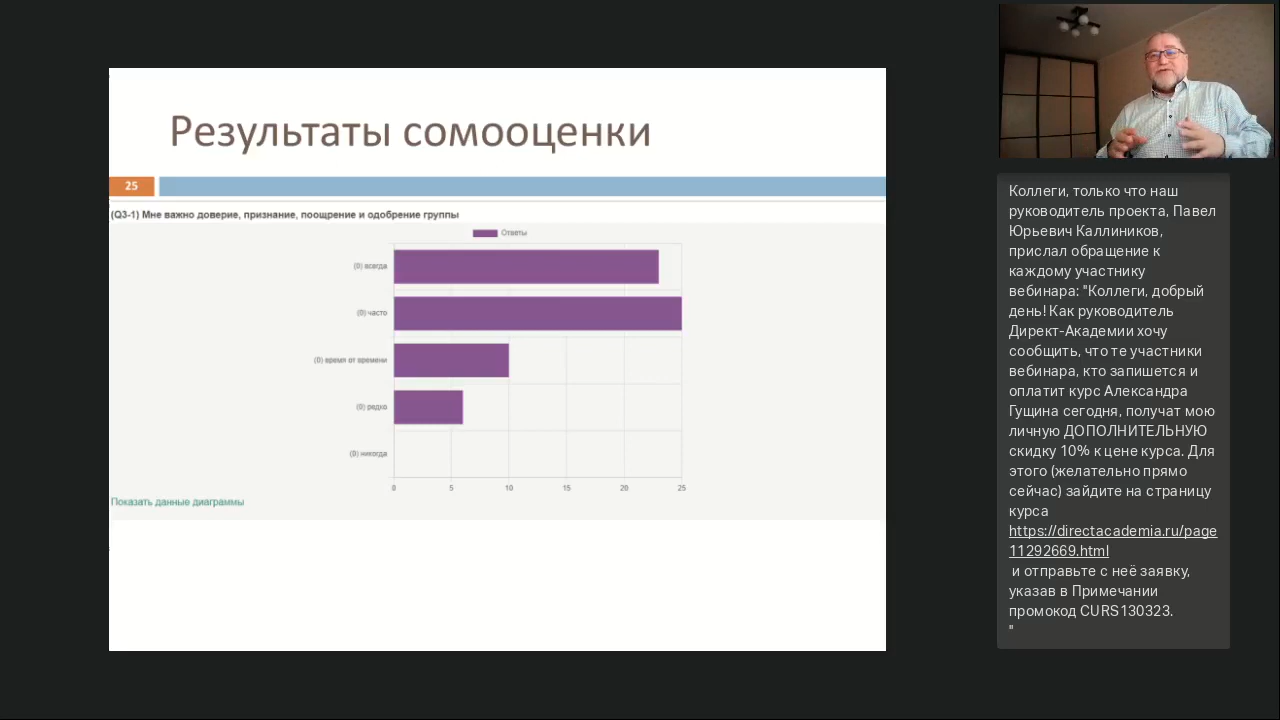 Результаты сомооценки
25
(Q3-1) Мне важно доверие, признание, поощрение и одобрение группы
Ответы
(0) всегда
(0) часто
(0) время от времени
(0) редко
(0) никогда
0 5 10 15 20 25
Показать данные диаграммы
Коллеги, только что наш
руководитель проекта, Павел
Юрьевич Каллиников,
прислал обращение к
каждому участнику
вебинара: "Коллеги, добрый
день! Как руководитель
Директ-Академии хочу
сообщить, что те участники
вебинара, кто запишется и
оплатит курс Александра
Гущина сегодня, получат мою
личную ДОПОЛНИТЕЛЬНУЮ
скидку 10% к цене курса. Для
этого (желательно прямо
сейчас) зайдите на страницу
курса
https://directacademia.ru/page
11292669.html
и отправьте с неё заявку,
указав в Примечании
промокод CURS130323.
"